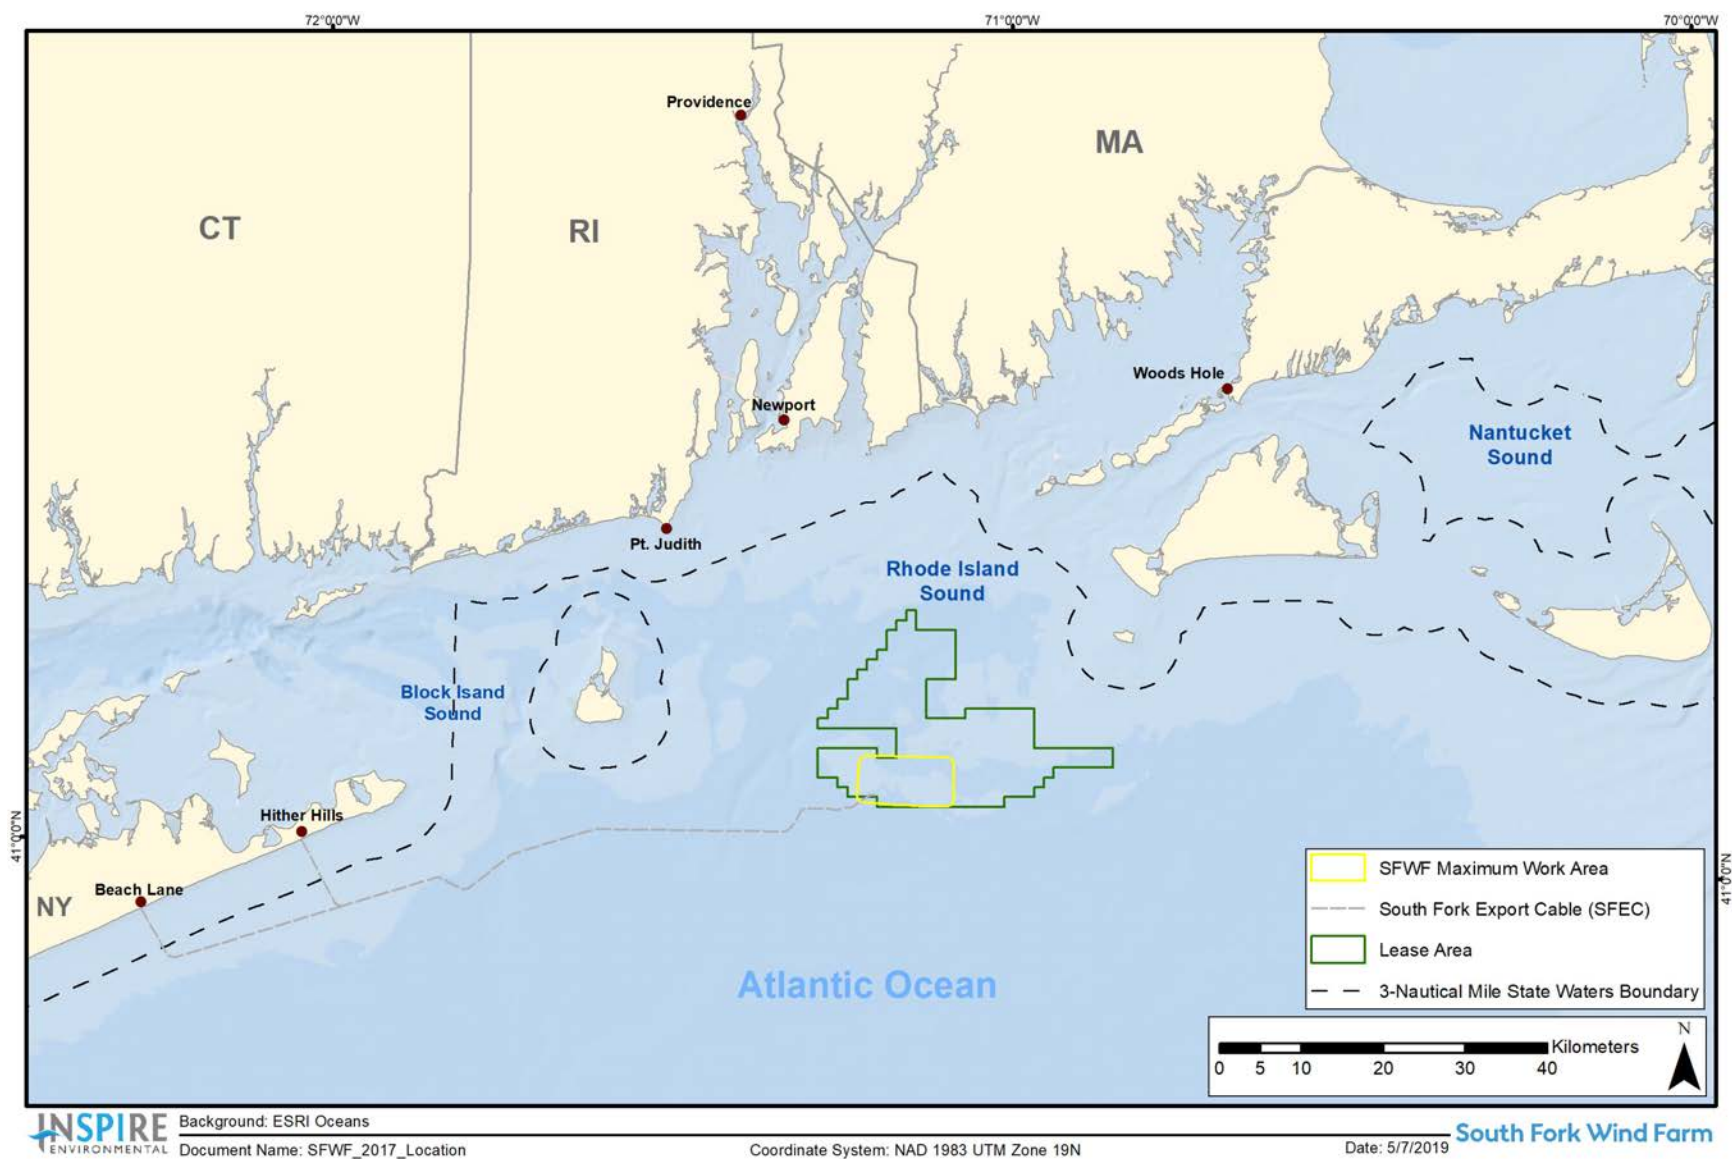 72°0'0"W
71°0'0"W
70°0'0"W
Providence
MA
CT
RI
Woods Hole
Newport
Nantucket
Sound
Pt. Judith
Rhode Island
Sound
Block Isand
Sound
Hither Hills
41°0'0"N
41°0'0"N
Beach Lane
NY
SFWF Maximum Work Area
South Fork Export Cable (SFEC)
Lease Area
3-Nautical Mile State Waters Boundary
Atlantic Ocean
N
Kilometers
0 5 10 20 30 40
INSPIRE
ENVIRONMENTAL
Background: ESRI Oceans
Document Name: SFWF_2017_Location
Coordinate System: NAD 1983 UTM Zone 19N
Date: 5/7/2019
South Fork Wind Farm